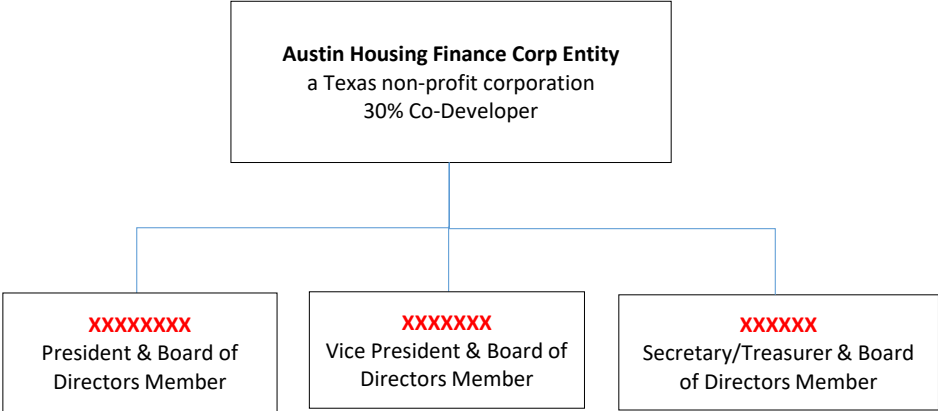 Austin Housing Finance Corp Entity
a Texas non-profit corporation
30% Co-Developer
XXXXXXXX
President & Board of
Directors Member
XXXXXXX
Vice President & Board of
Directors Member
XXXXXX
Secretary/Treasurer & Board
of Directors Member